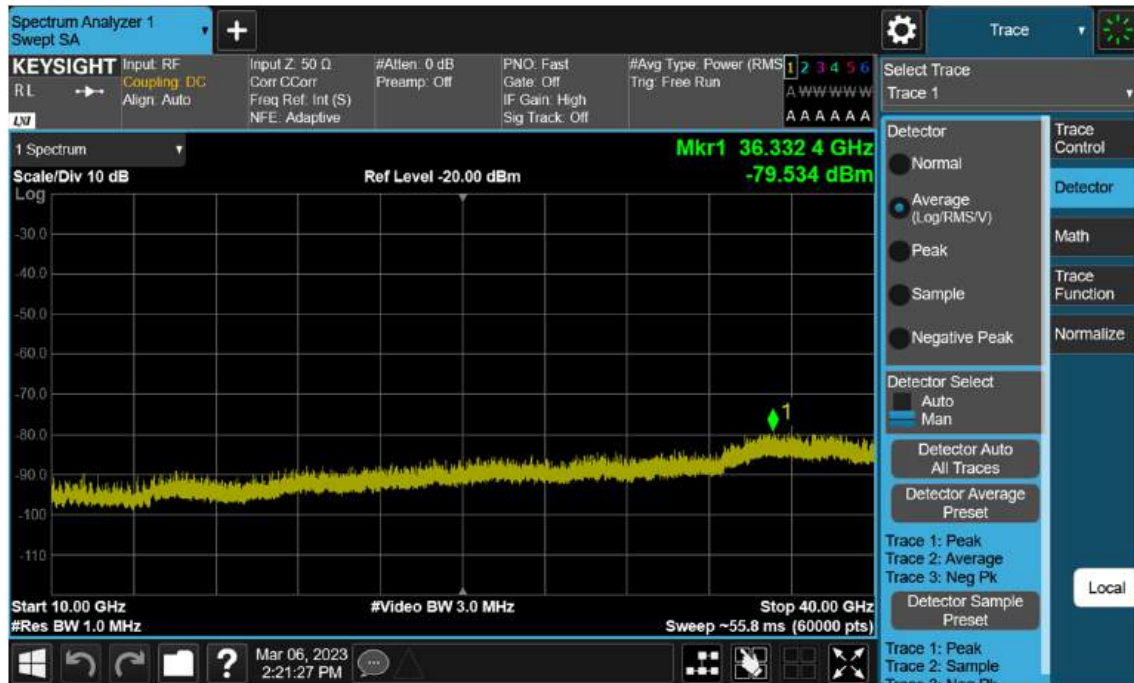 Spectrum Analyzer 1
Swept SA
+
Trace
KEYSIGHT
RL
LXI
Input: RF
Coupling: DC
Align: Auto
Input Z: 50 Ω
Corr CCorr
Freq Ref: Int (S)
NFE: Adaptive
#Atten: 0 dB
Preamp: Off
PNO: Fast
Gate: Off
IF Gain: High
Sig Track: Off
#Avg Type: Power (RMS
Trig: Free Run
1 2 3 4 5 6
A W W W W W
A A A A A A
Select Trace
Trace 1
1 Spectrum
Scale/Div 10 dB
Log
Ref Level -20.00 dBm
Mkr1 36.332 4 GHz
-79.534 dBm
-30.0
-40.0
-50.0
-60.0
-70.0
-80.0
-90.0
-100
-110
1
Start 10.00 GHz
#Res BW 1.0 MHz
#Video BW 3.0 MHz
Stop 40.00 GHz
Sweep ~55.8 ms (60000 pts)
Detector
Normal
Average
(Log/RMS/V)
Peak
Sample
Negative Peak
Detector Select
Auto
Man
Detector Auto
All Traces
Detector Average
Preset
Trace 1: Peak
Trace 2: Average
Trace 3: Neg Pk
Detector Sample
Preset
Trace 1: Peak
Trace 2: Sample
Trace 3: Neg Pk
Trace
Control
Detector
Math
Trace
Function
Normalize
Local
?
Mar 06, 2023
2:21:27 PM